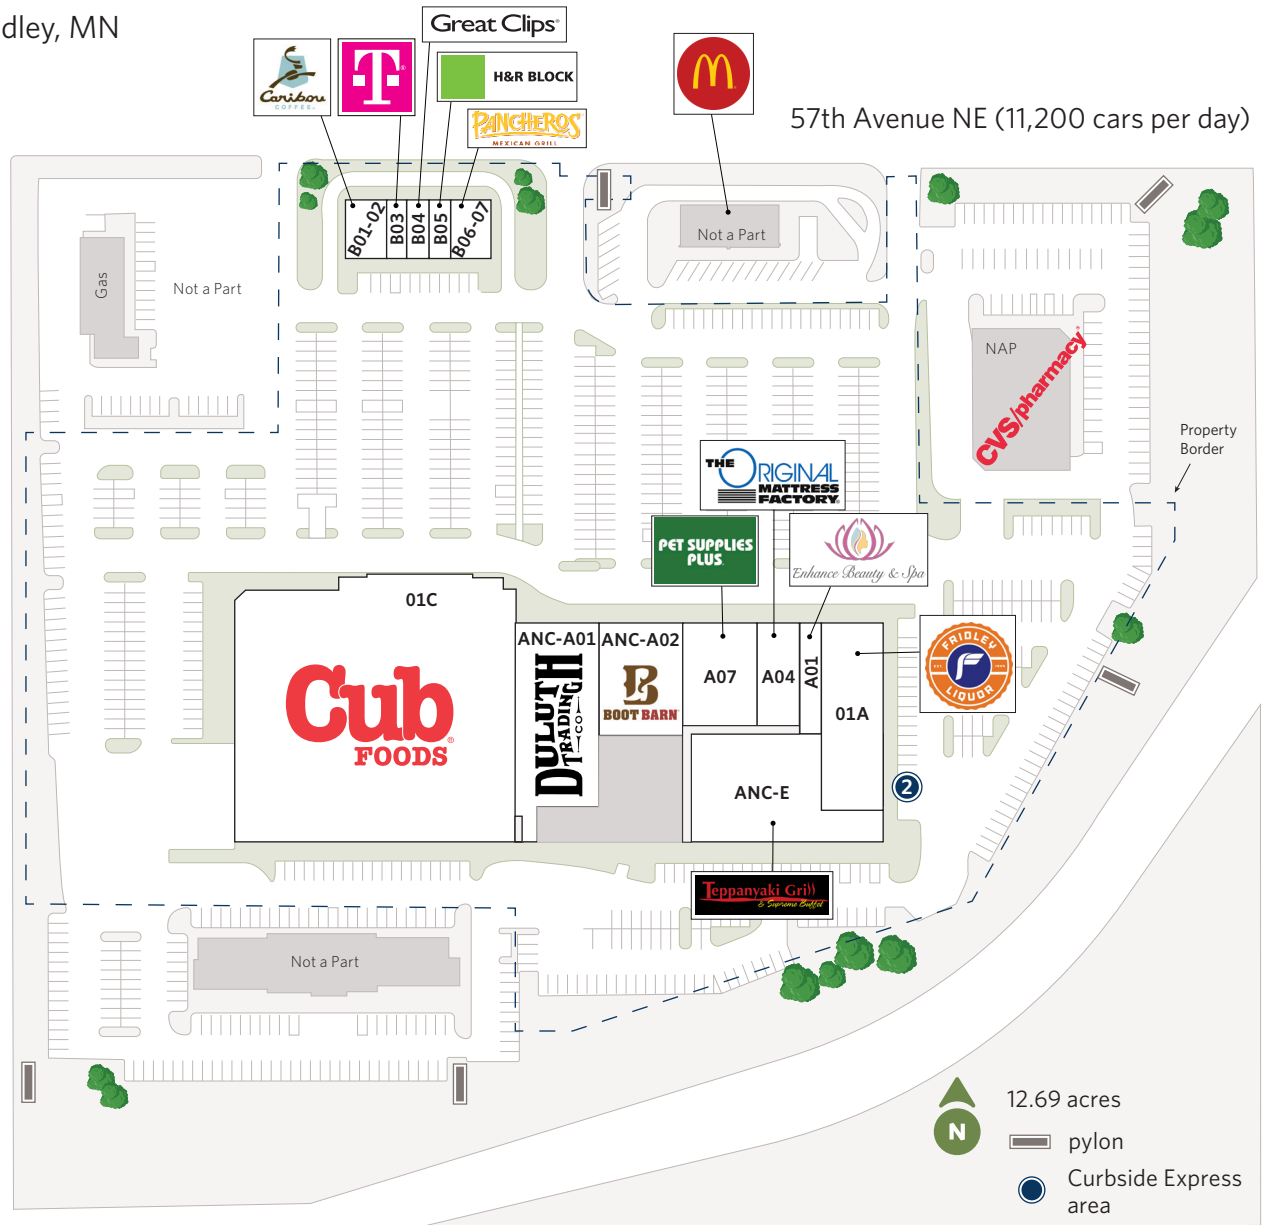 dley, MN
Great Clips®
Caribou
COFFEE
T
H&R BLOCK
PANCHEROS
MEXICAN GRILL
M
57th Avenue NE (11,200 cars per day)
B01-02
B03
B04
B05
B06-07
Not a Part
Gas
Not a Part
NAP
CVS/pharmacy
Property
Border
THE ORIGINAL
MATTRESS
FACTORY
PET SUPPLIES
PLUS
Enhance Beauty & Spa
01C
Cub
FOODS
ANC-A01
DULUTH
TRADING
CO
ANC-A02
B
BOOT BARN
A07
A04
A01
01A
FRIDLEY
F
LIQUOR
ANC-E
2
Teppanyaki Grill
& Supreme Buffet
Not a Part
N
12.69 acres
pylon
Curbside Express
area